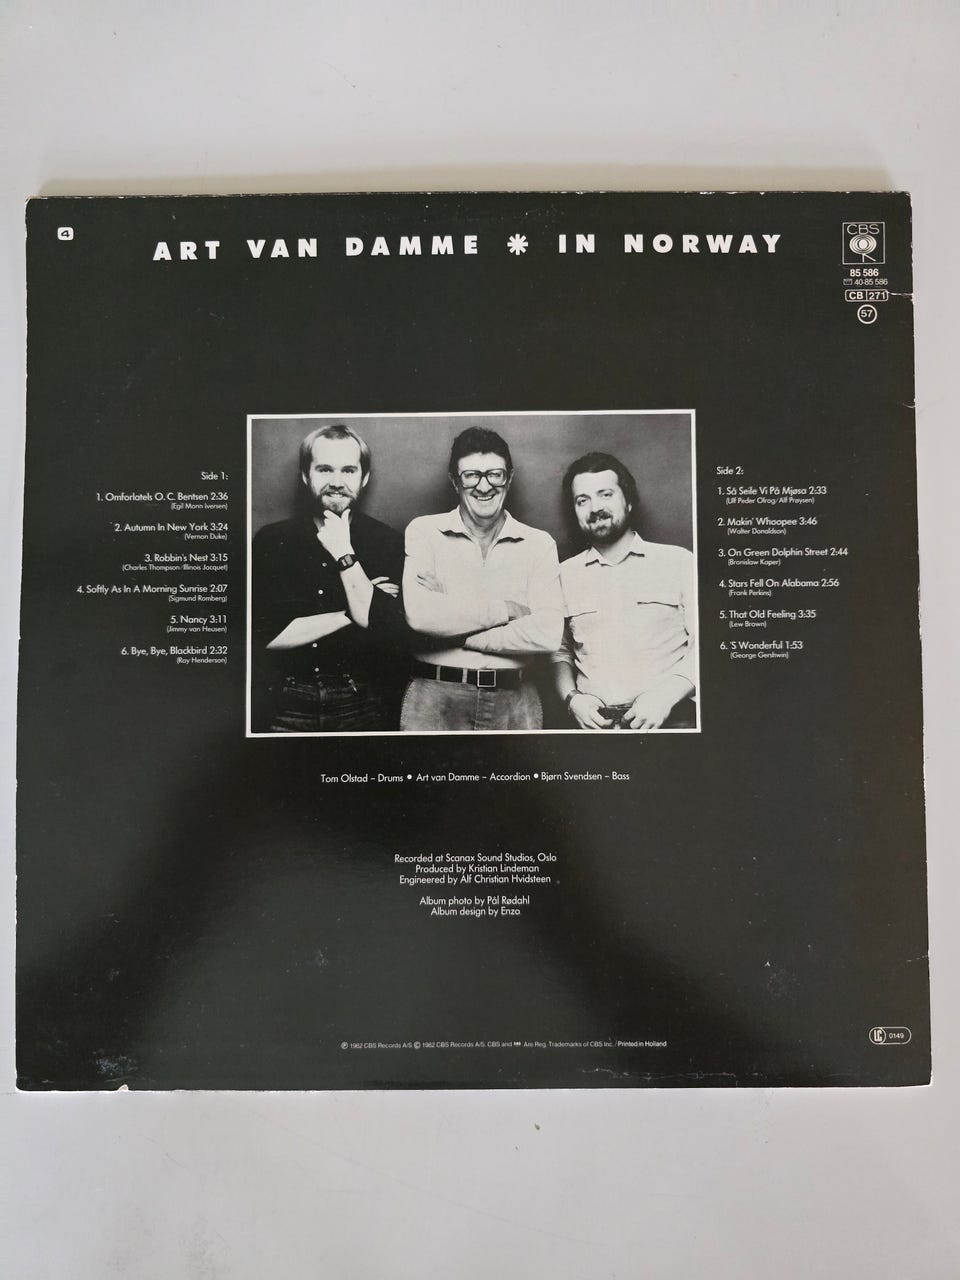 4
ART VAN DAMME * IN NORWAY
CBS
85 586
40-85 586
CB 271
57
Side 1:
1. Omforlatels O. C. Bentsen 2:36
(Egil Monn Iversen)
2. Autumn In New York 3:24
(Vernon Duke)
3. Robbin's Nest 3:15
(Charles Thompson/Illinois Jacquet)
4. Softly As In A Morning Sunrise 2:07
(Sigmund Romberg)
5. Nancy 3:11
(Jimmy van Heusen)
6. Bye, Bye, Blackbird 2:32
(Ray Henderson)
Side 2:
1. Så Seile Vi På Mjøsa 2:33
(Ulf Peder Olrog/Alf Prøysen)
2. Makin' Whoopee 3:46
(Walter Donaldson)
3. On Green Dolphin Street 2:44
(Bronislaw Kaper)
4. Stars Fell On Alabama 2:56
(Frank Perkins)
5. That Old Feeling 3:35
(Lew Brown)
6. 'S Wonderful 1:53
(George Gershwin)
Tom Olstad – Drums • Art van Damme – Accordion • Bjørn Svendsen – Bass
Recorded at Scanax Sound Studios, Oslo
Produced by Kristian Lindeman
Engineered by Alf Christian Hvidsteen
Album photo by Pål Rødahl
Album design by Enzo
℗ 1982 CBS Records A/S © 1982 CBS Records A/S. CBS and Are Reg. Trademarks of CBS Inc. / Printed in Holland
LC 0149